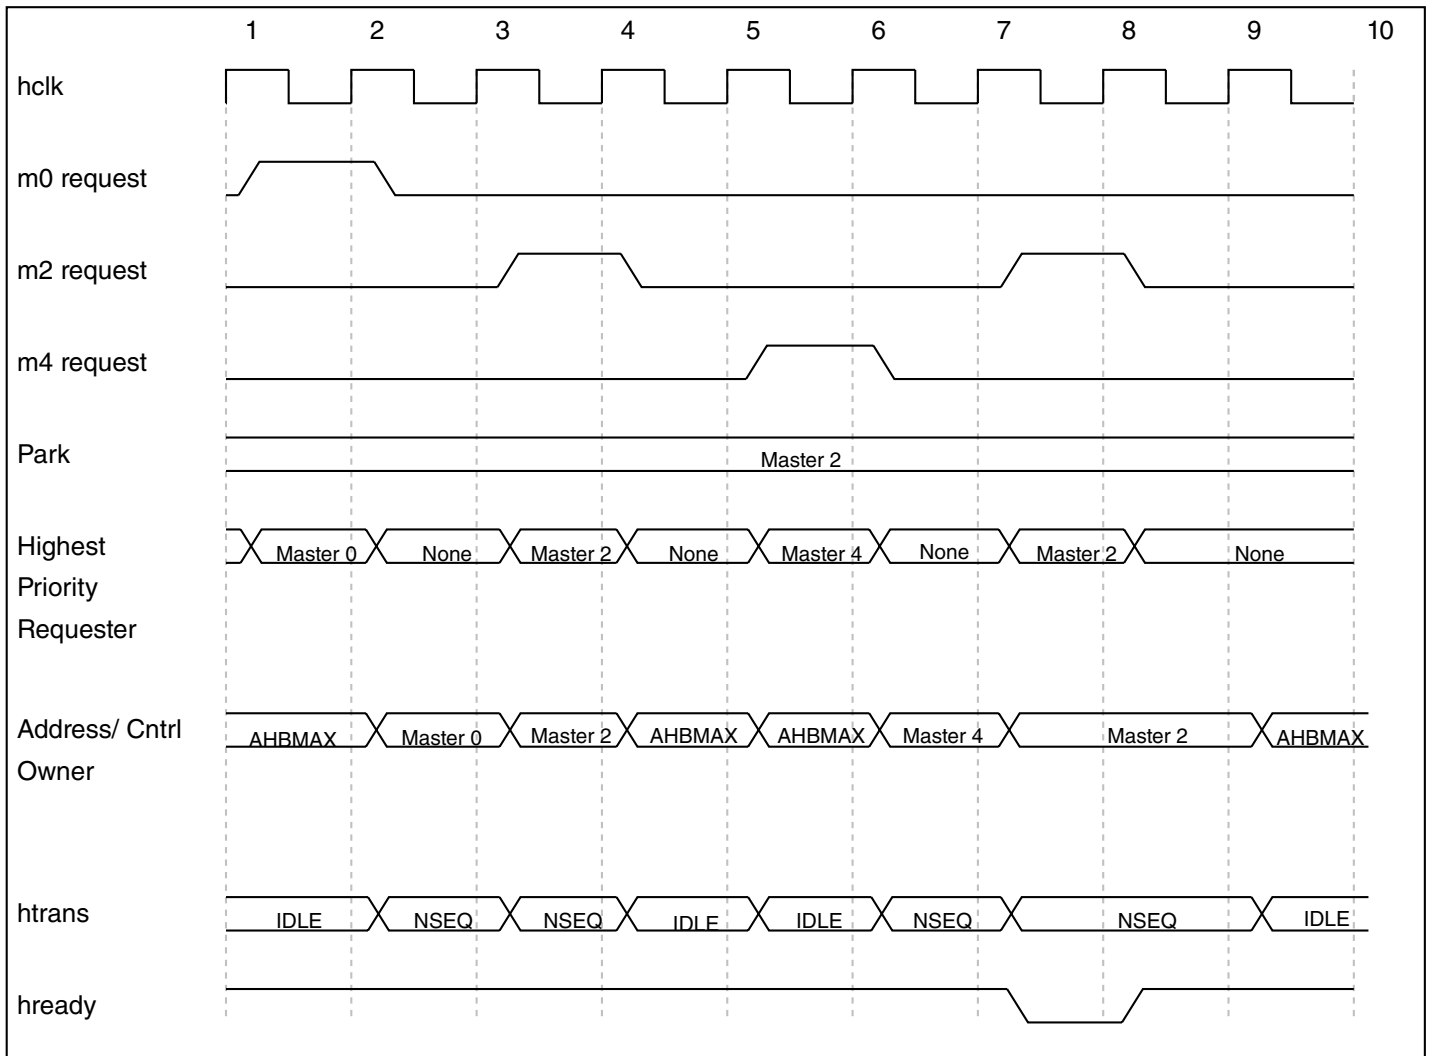 1 2 3 4 5 6 7 8 9 10
hclk
m0 request
m2 request
m4 request
Park Master 2
Highest Master 0 None Master 2 None Master 4 None Master 2 None
Priority
Requester
Address/ Cntrl AHBMAX Master 0 Master 2 AHBMAX AHBMAX Master 4 Master 2 AHBMAX
Owner
htrans IDLE NSEQ NSEQ IDLE IDLE NSEQ NSEQ IDLE
hready